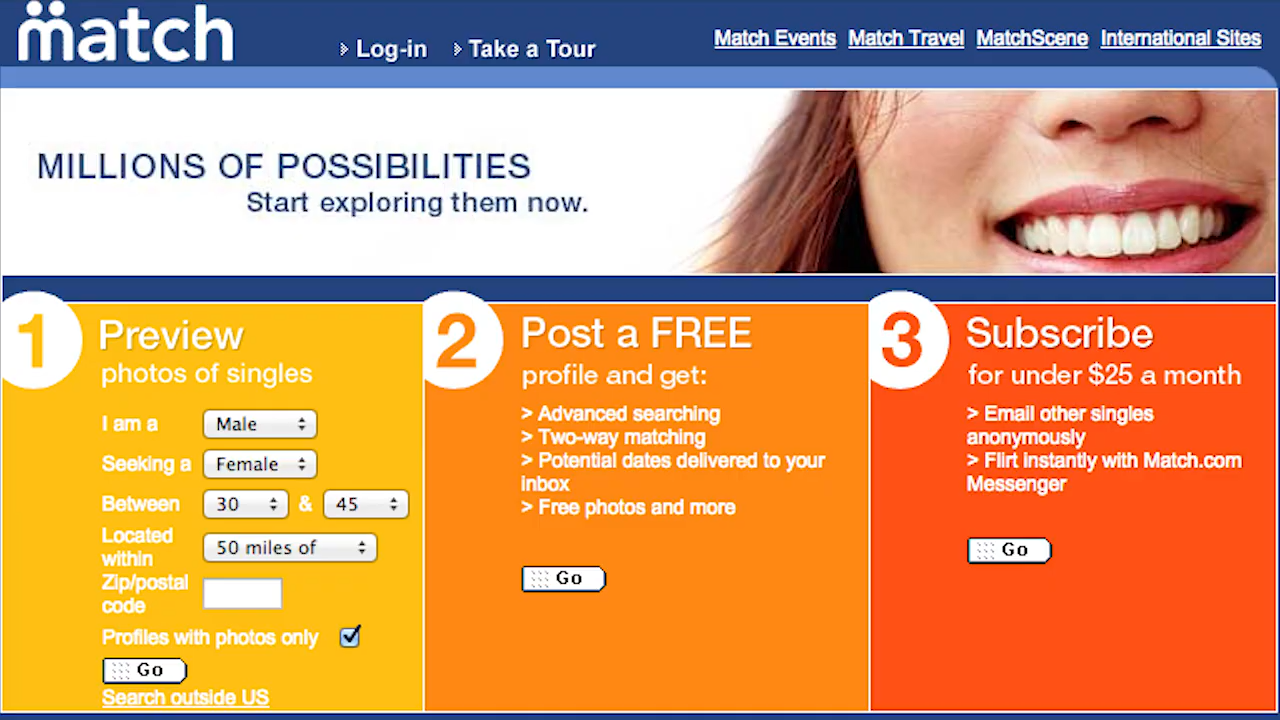 match
Log-in
Take a Tour
Match Events
Match Travel
MatchScene
International Sites
MILLIONS OF POSSIBILITIES
Start exploring them now.
1
Preview
photos of singles
I am a
Male
Seeking a
Female
Between
30
&
45
Located
within
50 miles of
Zip/postal
code
Profiles with photos only
Go
Search outside US
2
Post a FREE
profile and get:
> Advanced searching
> Two-way matching
> Potential dates delivered to your
inbox
> Free photos and more
Go
3
Subscribe
for under $25 a month
> Email other singles
anonymously
> Flirt instantly with Match.com
Messenger
Go